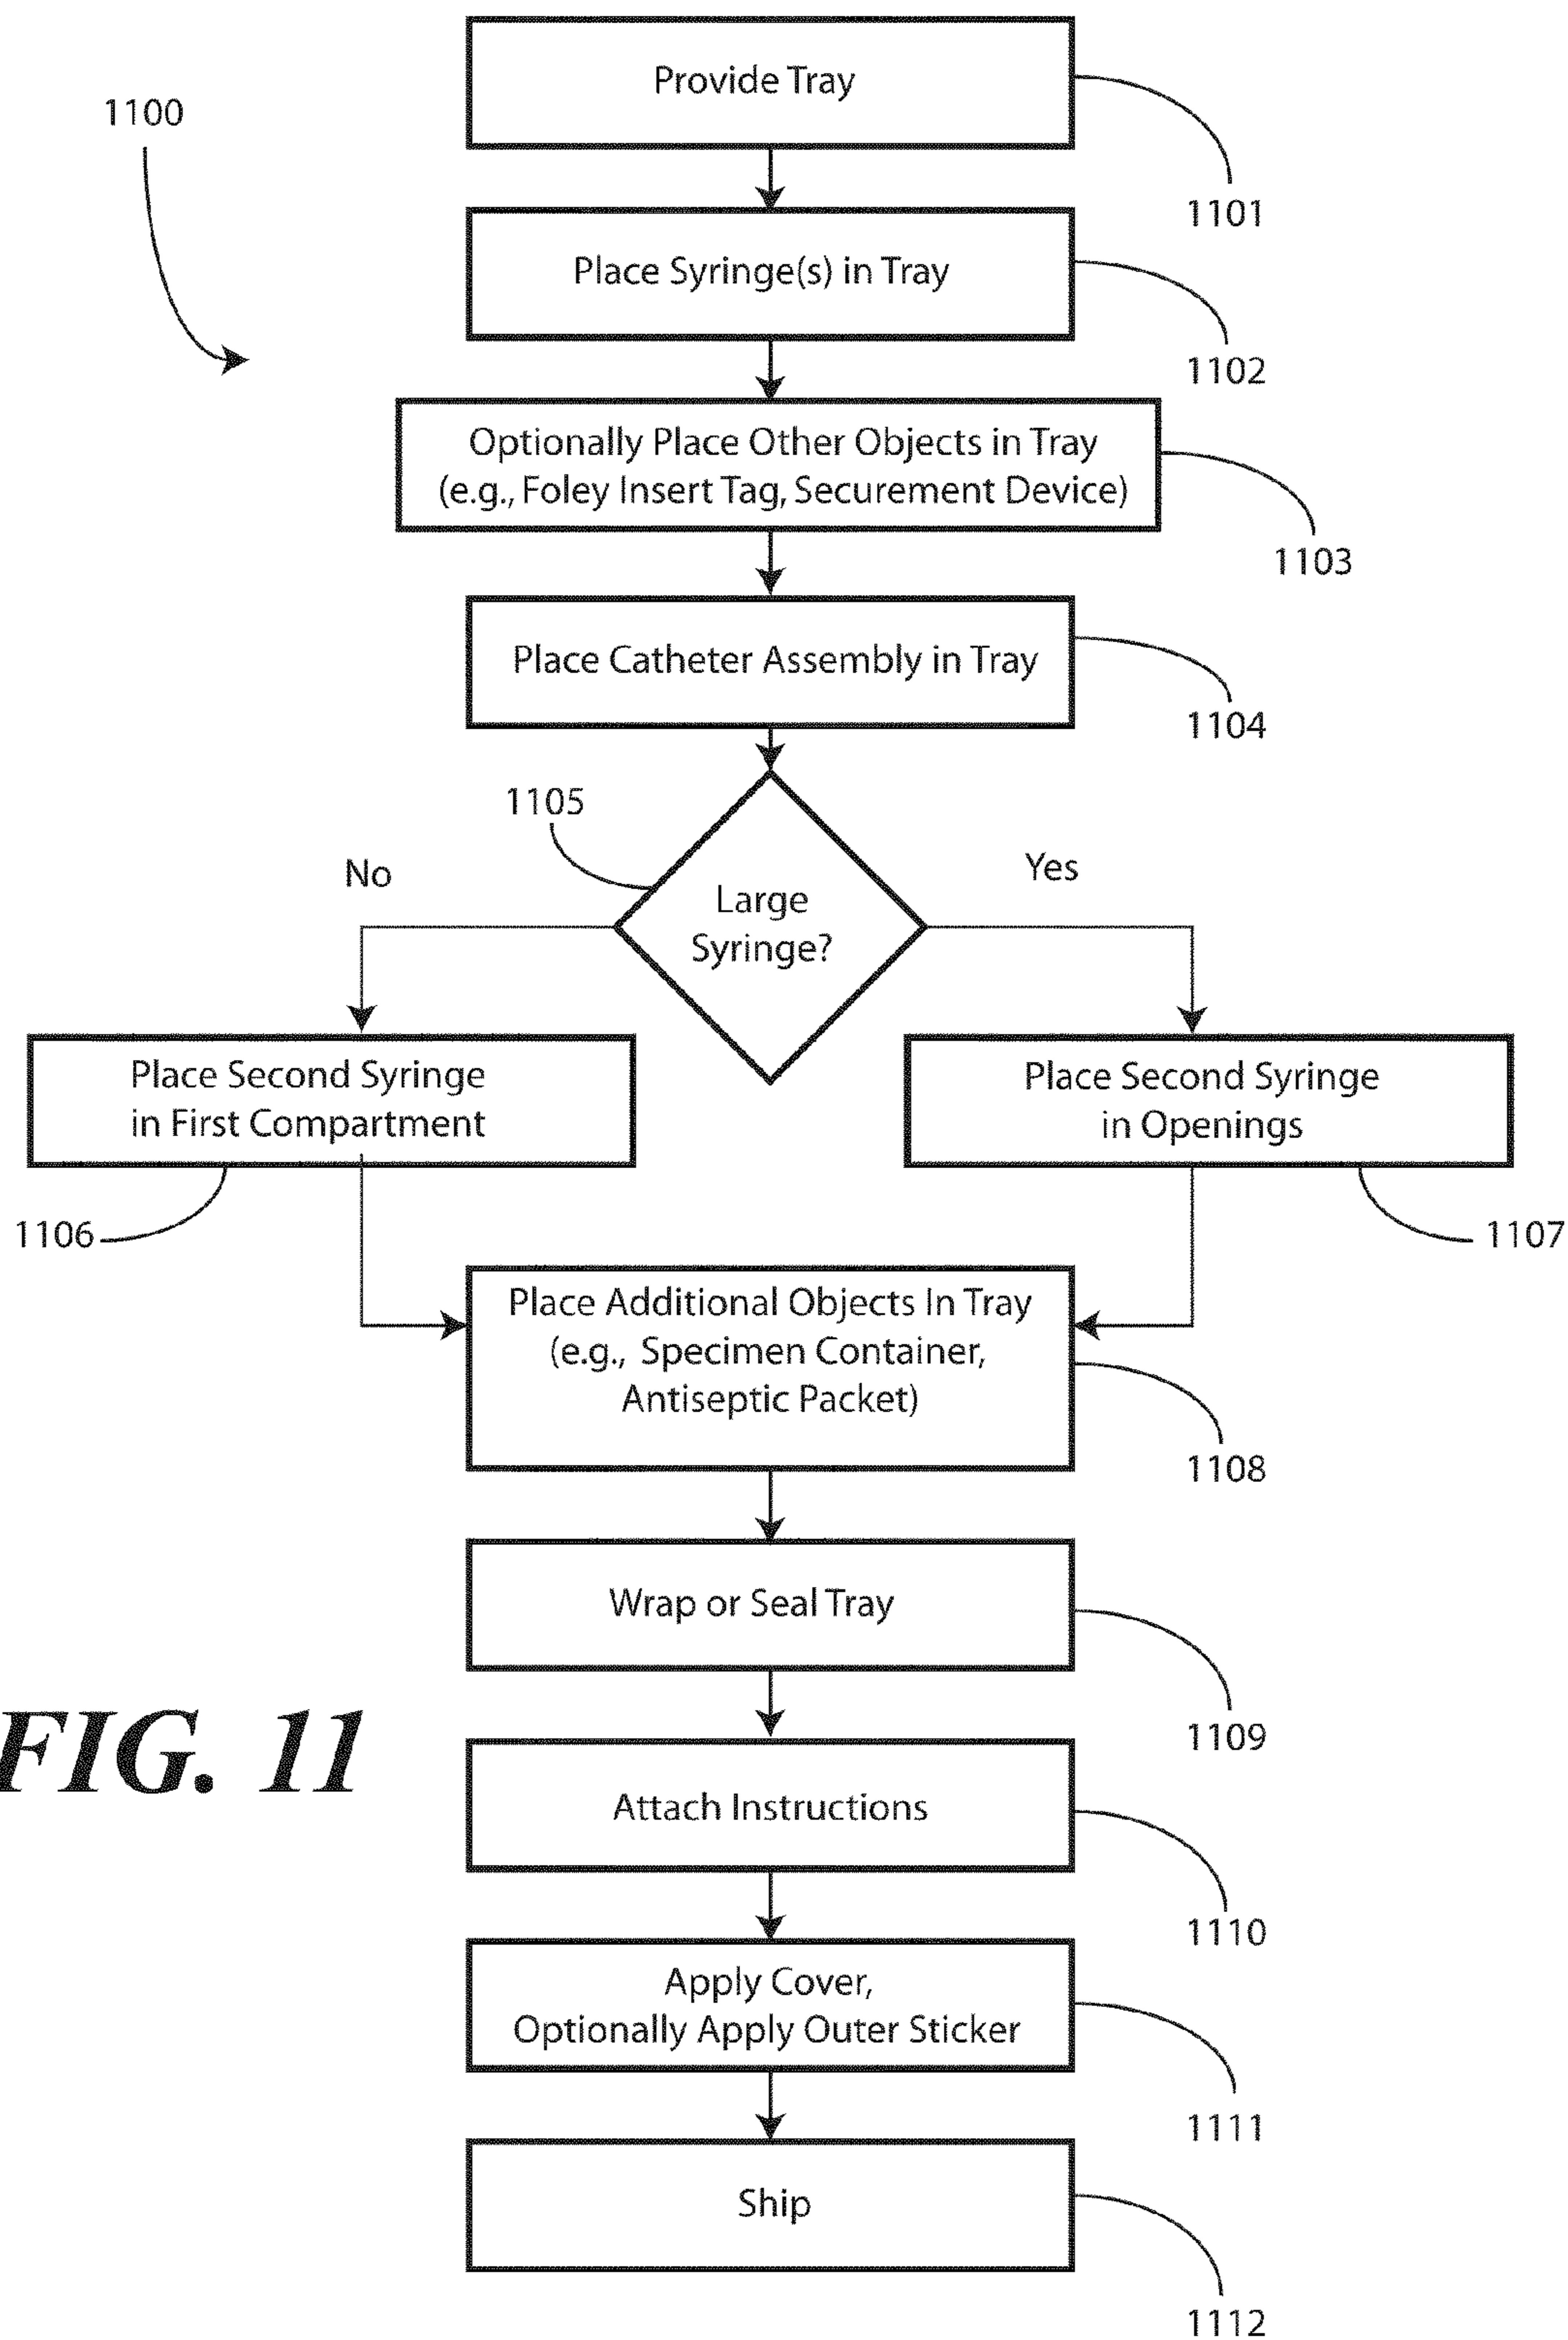 1100
Provide Tray
1101
Place Syringe(s) in Tray
1102
Optionally Place Other Objects in Tray
(e.g., Foley Insert Tag, Securement Device)
1103
Place Catheter Assembly in Tray
1104
1105
No
Yes
Large
Syringe?
Place Second Syringe
in First Compartment
Place Second Syringe
in Openings
1106
1107
Place Additional Objects In Tray
(e.g., Specimen Container,
Antiseptic Packet)
1108
Wrap or Seal Tray
1109
FIG. 11
Attach Instructions
1110
Apply Cover,
Optionally Apply Outer Sticker
1111
Ship
1112